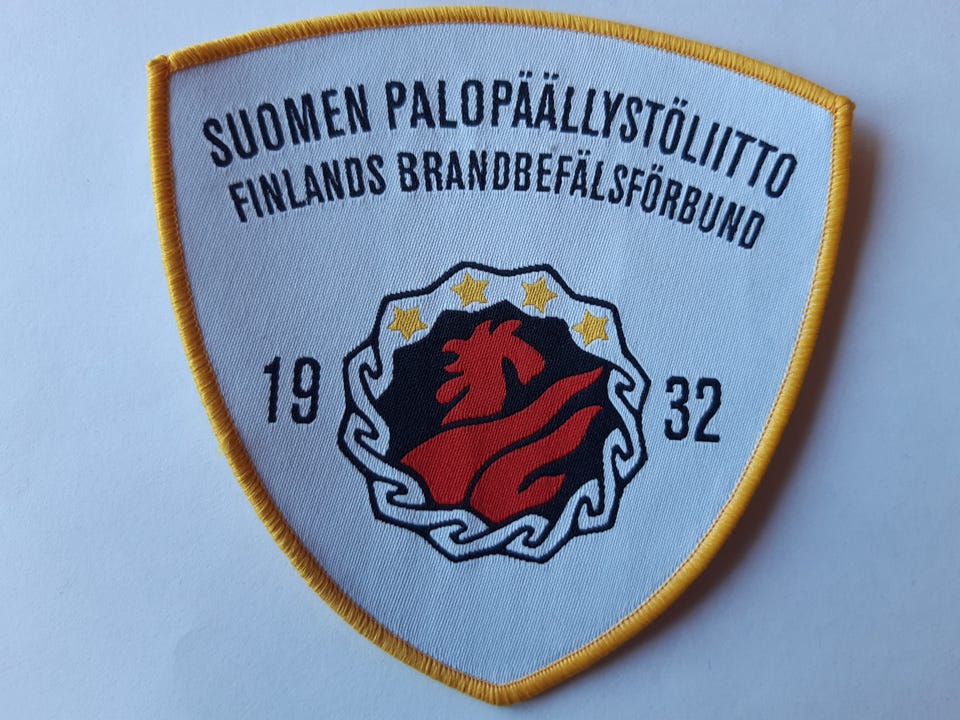 SUOMEN PALOPÄÄLLYSTÖLIITTO
FINLANDS BRANDBEFÄLSFÖRBUND
19 32